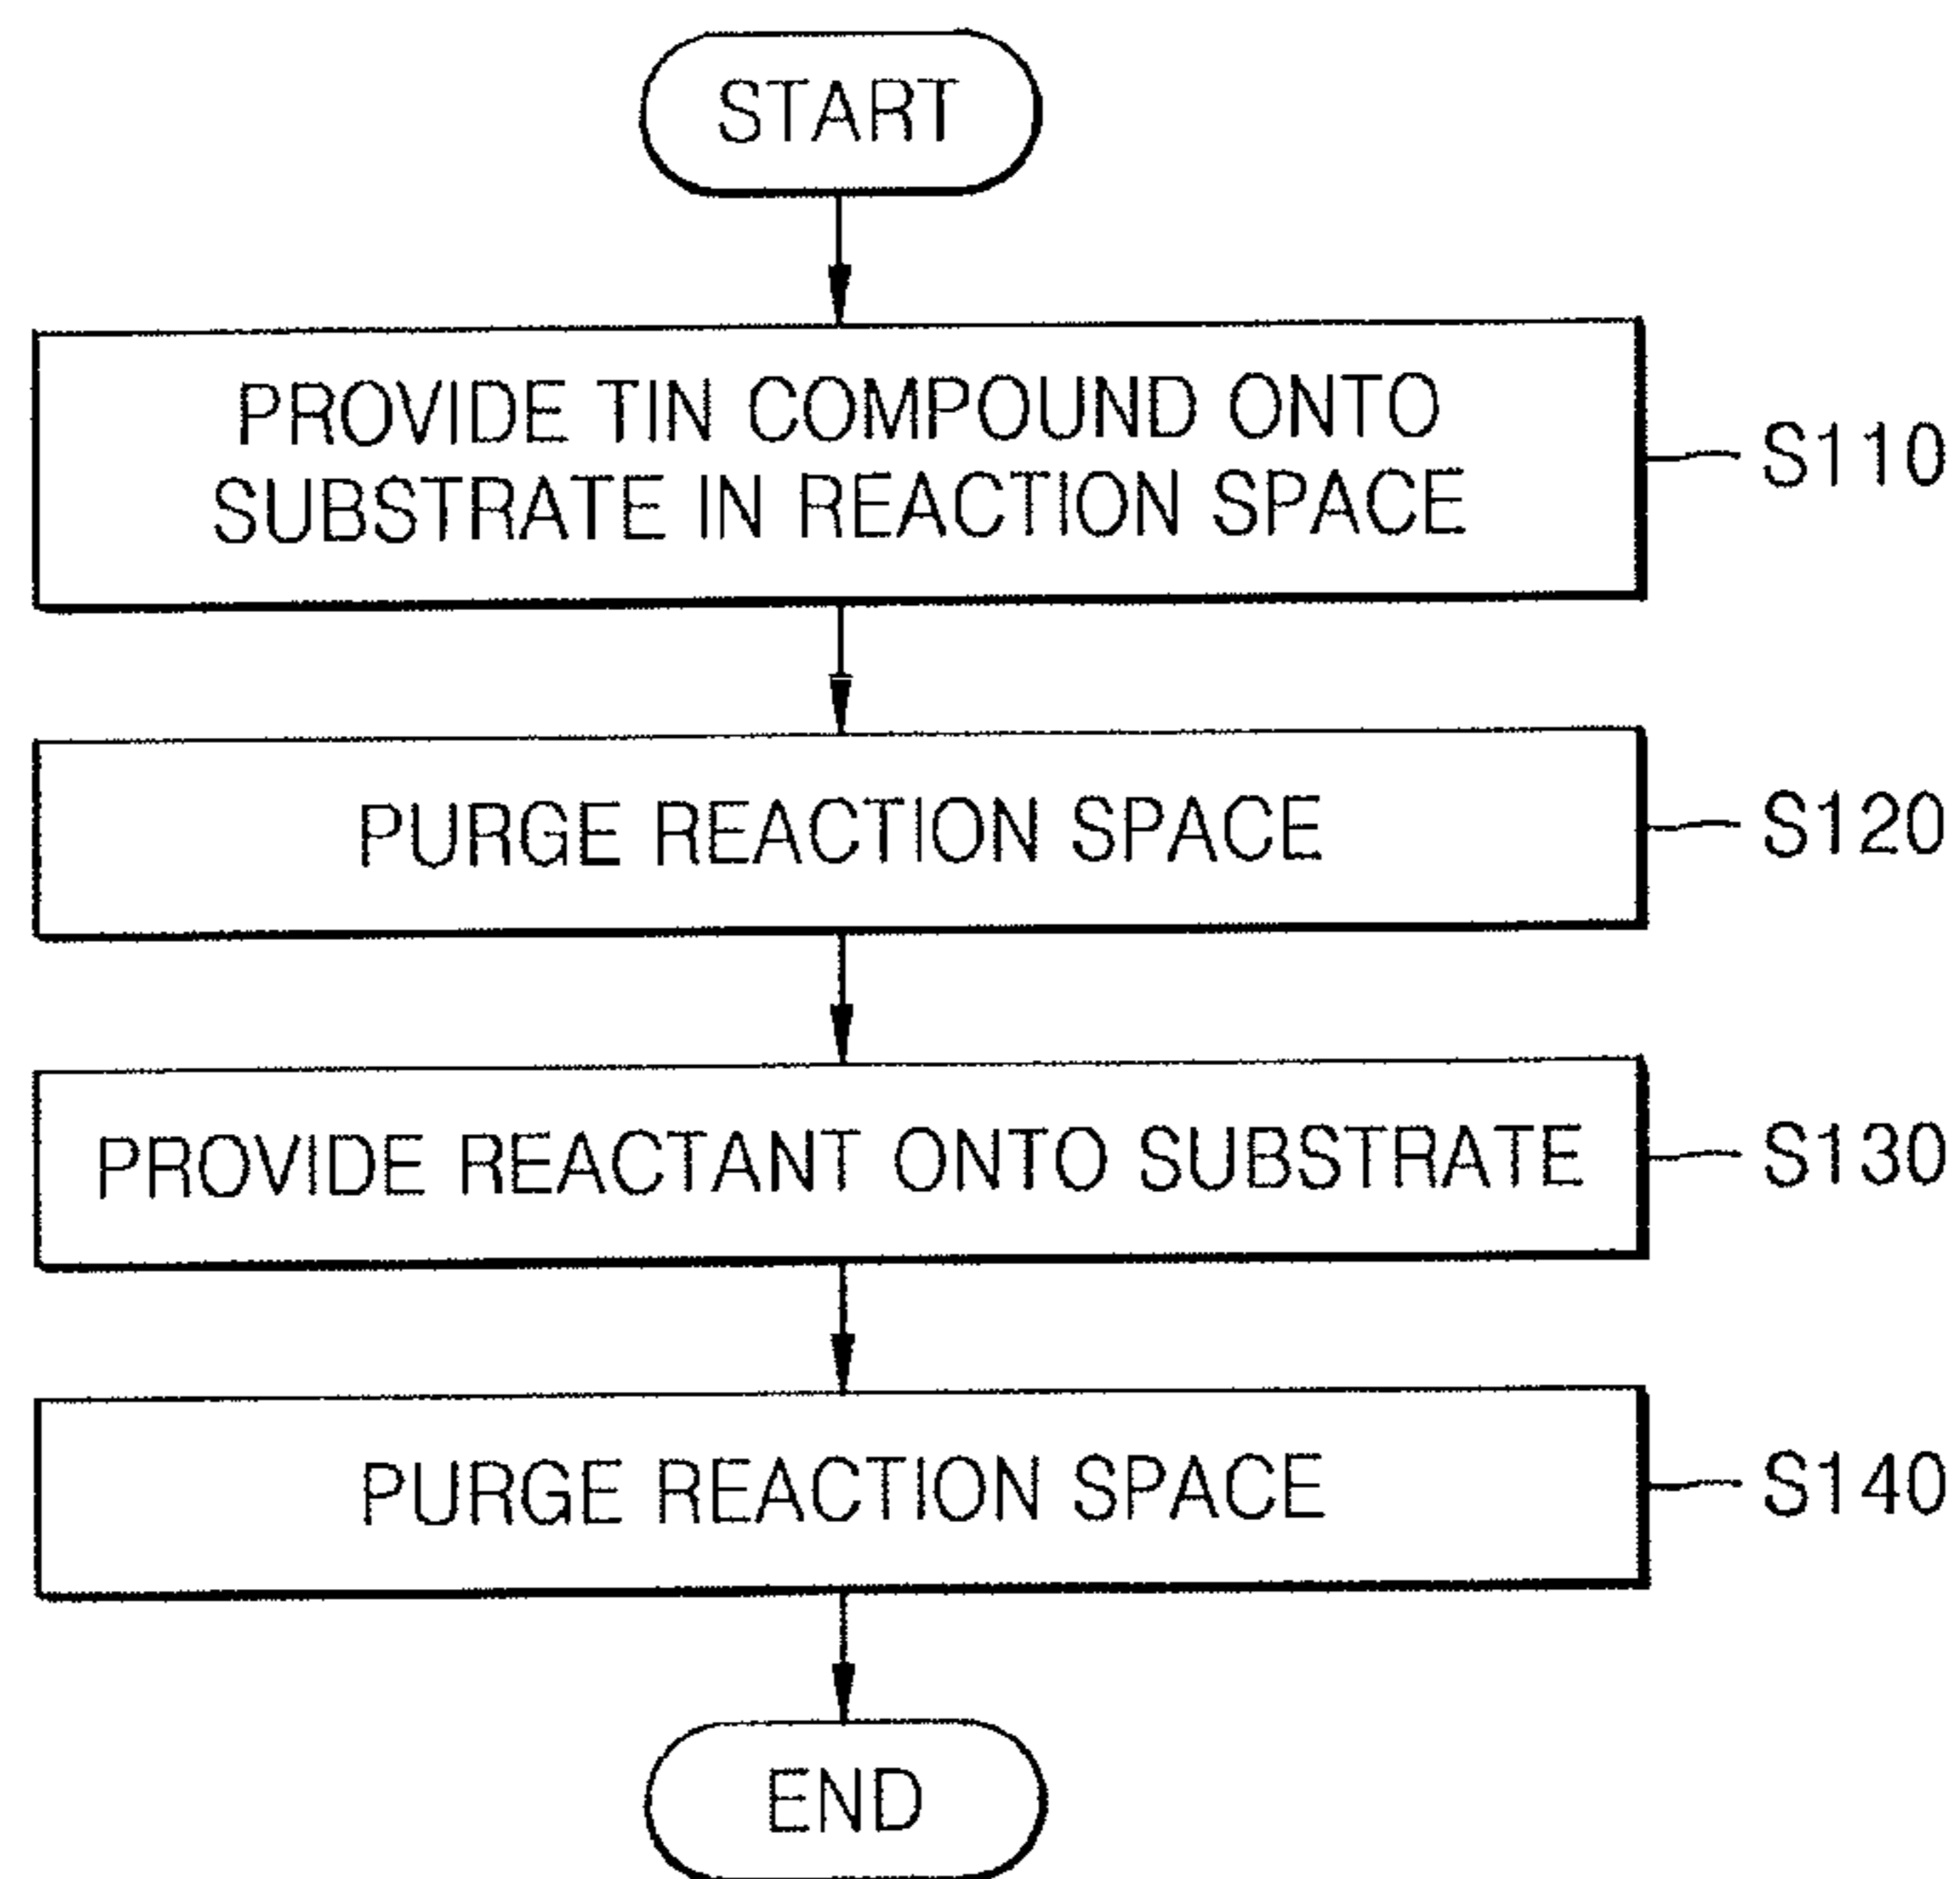 START
PROVIDE TIN COMPOUND ONTO
SUBSTRATE IN REACTION SPACE
S110
PURGE REACTION SPACE
S120
PROVIDE REACTANT ONTO SUBSTRATE
S130
PURGE REACTION SPACE
S140
END